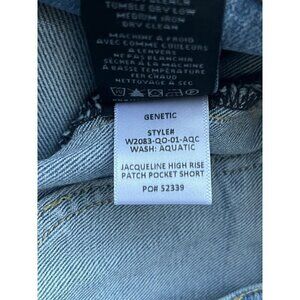 TUMBLE DRY LOW
MEDIUM IRON
DRY CLEAN
MACHINE A FROID
AVEC COMME COULEURS
A L'ENVERS
NE PAS BLANCHIR
SECHER A LA MACHINE
A BASSE TEMPERATURE
FER CHAUD
NETTOYAGE A SEC
GENETIC
STYLE#
W2083-QO-01-AQC
WASH: AQUATIC
JACQUELINE HIGH RISE
PATCH POCKET SHORT
PO# 52339